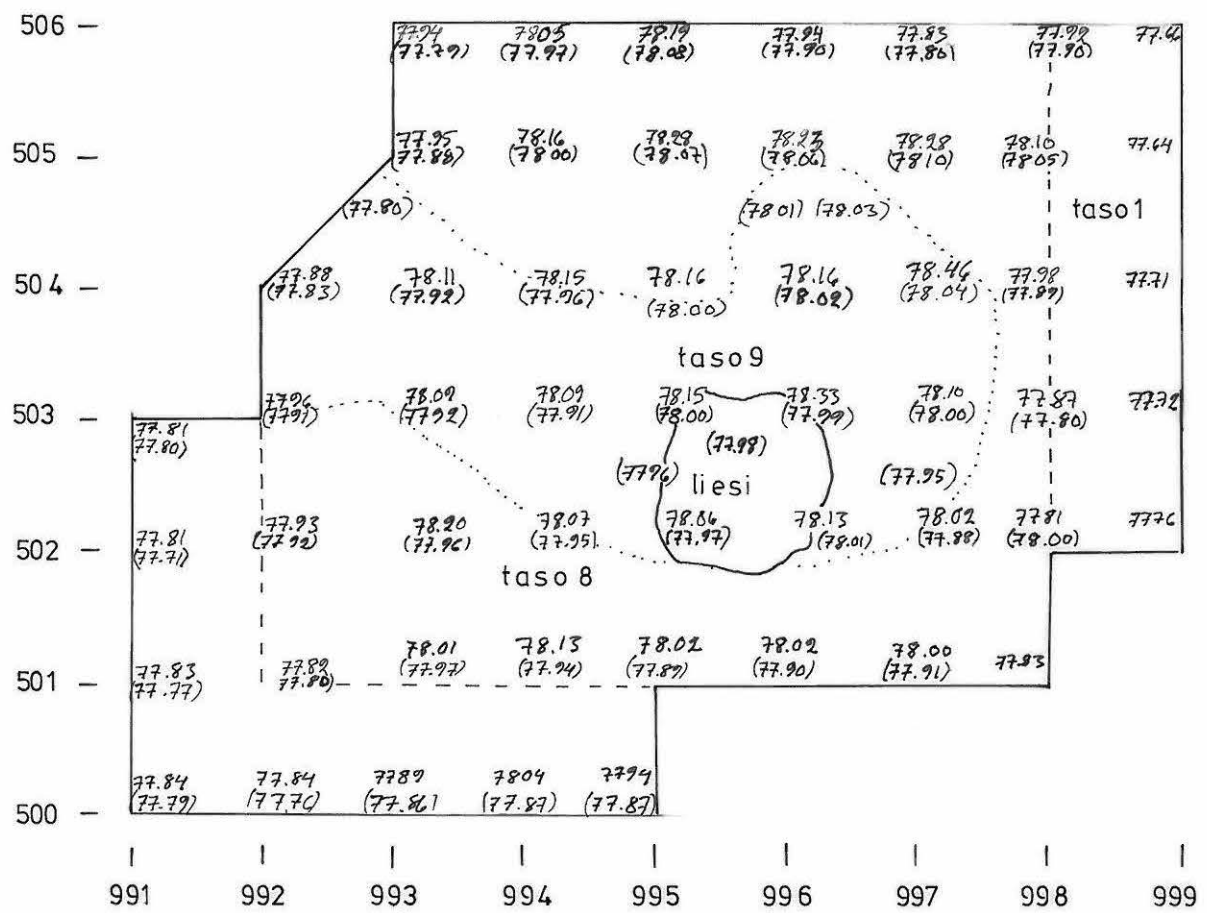 506 77.94 78.05 78.19 77.94 77.83 77.92 77.66
(77.79) (77.97) (78.08) (77.90) (77.80) (77.90)
505 77.95 78.16 78.28 78.23 78.28 78.10 77.64
(77.88) (78.00) (78.07) (78.06) (78.10) (78.05)
(77.80) (78.01) (78.03) taso 1
504 77.88 78.11 78.15 78.16 78.16 78.46 77.98 77.71
(77.83) (77.92) (77.96) (78.00) (78.02) (78.04) (77.89)
taso 9
503 77.96 78.09 78.09 78.15 78.33 78.10 77.87 77.72
(77.91) (77.92) (77.91) (78.00) (77.99) (78.00) (77.80)
77.81
(77.80) (77.98)
(77.96) liesi (77.95)
502 77.81 77.93 78.20 78.07 78.06 78.13 78.02 77.81 77.76
(77.71) (77.92) (77.96) (77.95) (77.97) (78.01) (77.88) (78.00)
taso 8
501 77.83 77.82 78.01 78.13 78.02 78.02 78.00 77.83
(77.77) 77.80) (77.97) (77.94) (77.89) (77.90) (77.91)
500 77.84 77.84 7789 7804 7794
(77.79) (77.76) (77.86) (77.87) (77.87)
991 992 993 994 995 996 997 998 999